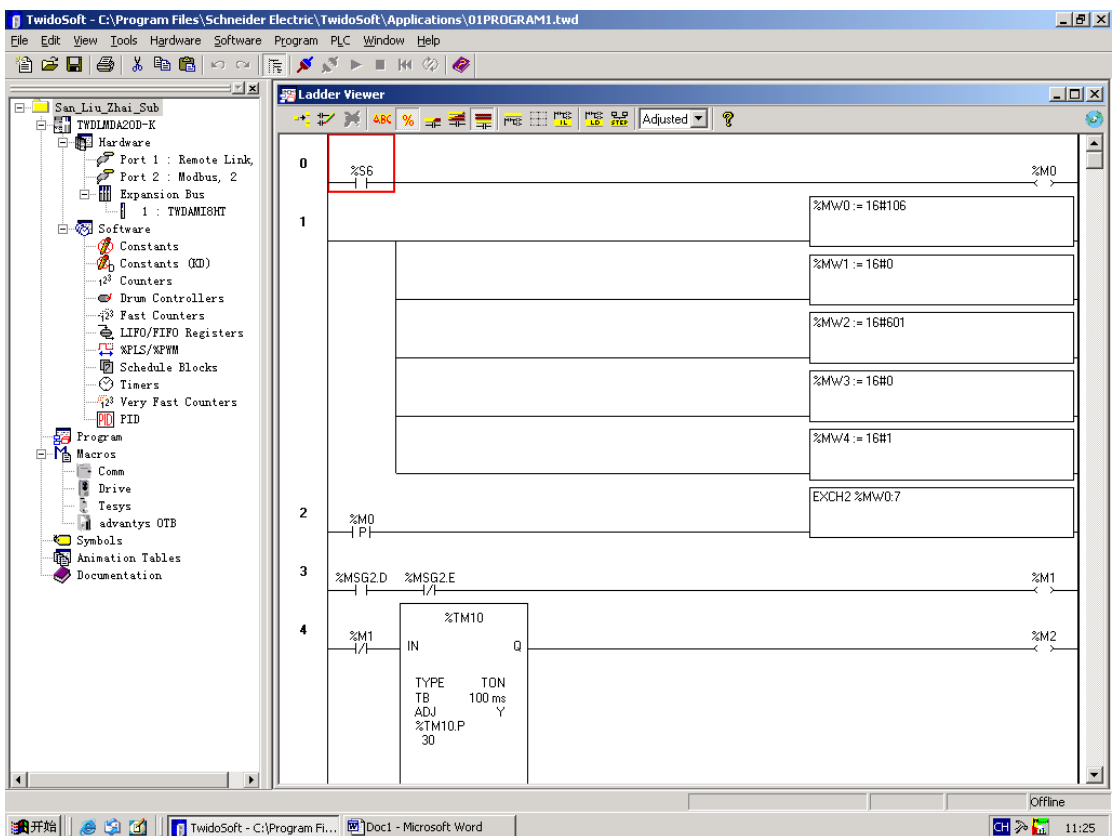 TwidoSoft - C:\Program Files\Schneider Electric\TwidoSoft\Applications\01PROGRAM1.twd
File Edit View Tools Hardware Software Program PLC Window Help
San_Liu_Zhai_Sub
TWDLMDA20D-K
Hardware
Port 1 : Remote Link,
Port 2 : Modbus, 2
Expansion Bus
1 : TWDAMI8HT
Software
Constants
Constants (KD)
Counters
Drum Controllers
Fast Counters
LIFO/FIFO Registers
%PLS/%PWM
Schedule Blocks
Timers
Very Fast Counters
PID PID
Program
Macros
Comm
Drive
Tesys
advantys OTB
Symbols
Animation Tables
Documentation
Ladder Viewer
ABC % Adjusted
0
%S6
%M0
1
%MW0 := 16#106
%MW1 := 16#0
%MW2 := 16#601
%MW3 := 16#0
%MW4 := 16#1
2
%M0
P
EXCH2 %MW0:7
3
%MSG2.D %MSG2.E
%M1
4
%M1
%TM10
IN Q
TYPE TON
TB 100 ms
ADJ Y
%TM10.P
30
%M2
Offline
开始
TwidoSoft - C:\Program Fi...
Doc1 - Microsoft Word
CH
11:25